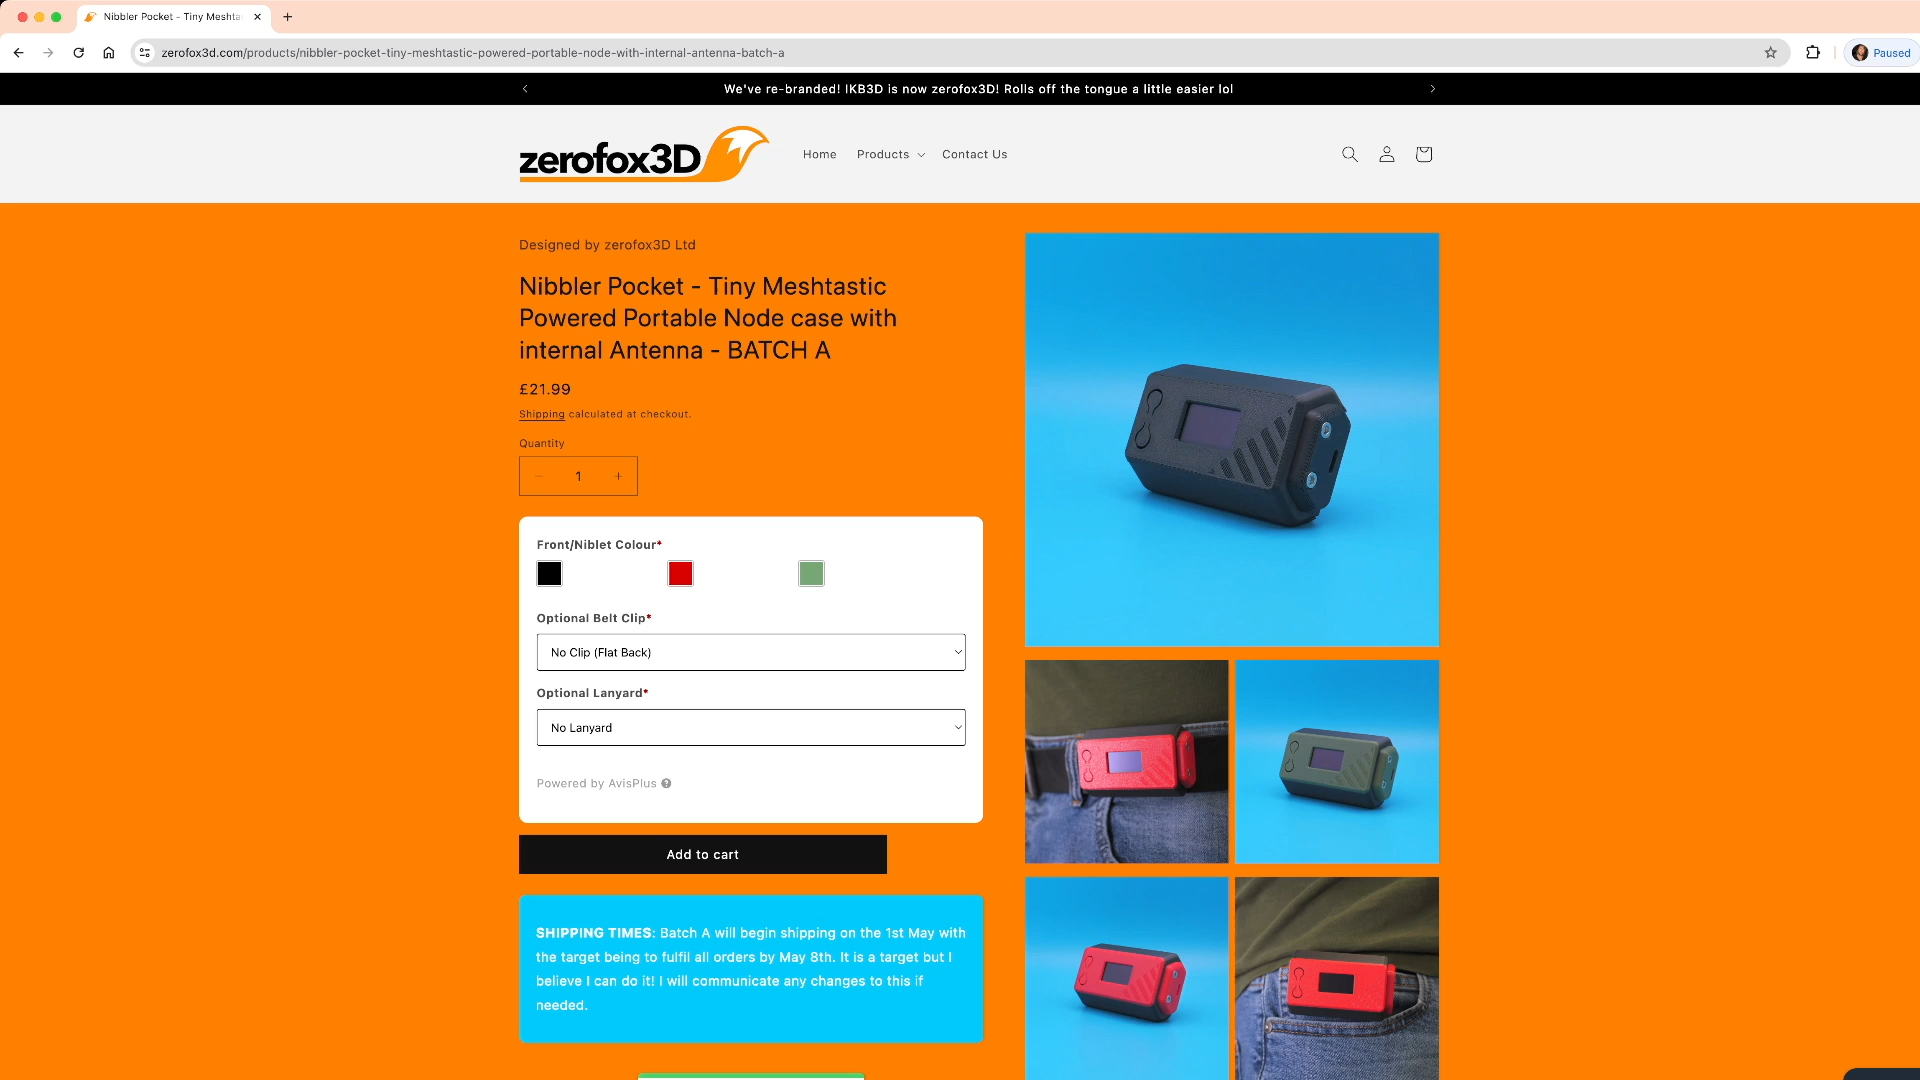 Nibbler Pocket - Tiny Meshta
zerofox3d.com/products/nibbler-pocket-tiny-meshtastic-powered-portable-node-with-internal-antenna-batch-a
Paused
We've re-branded! IKB3D is now zerofox3D! Rolls off the tongue a little easier lol
zerofox3D
Home
Products
Contact Us
Designed by zerofox3D Ltd
Nibbler Pocket - Tiny Meshtastic
Powered Portable Node case with
internal Antenna - BATCH A
£21.99
Shipping calculated at checkout.
Quantity
1
Front/Niblet Colour*
Optional Belt Clip*
No Clip (Flat Back)
Optional Lanyard*
No Lanyard
Powered by AvisPlus
Add to cart
SHIPPING TIMES: Batch A will begin shipping on the 1st May with
the target being to fulfil all orders by May 8th. It is a target but I
believe I can do it! I will communicate any changes to this if
needed.